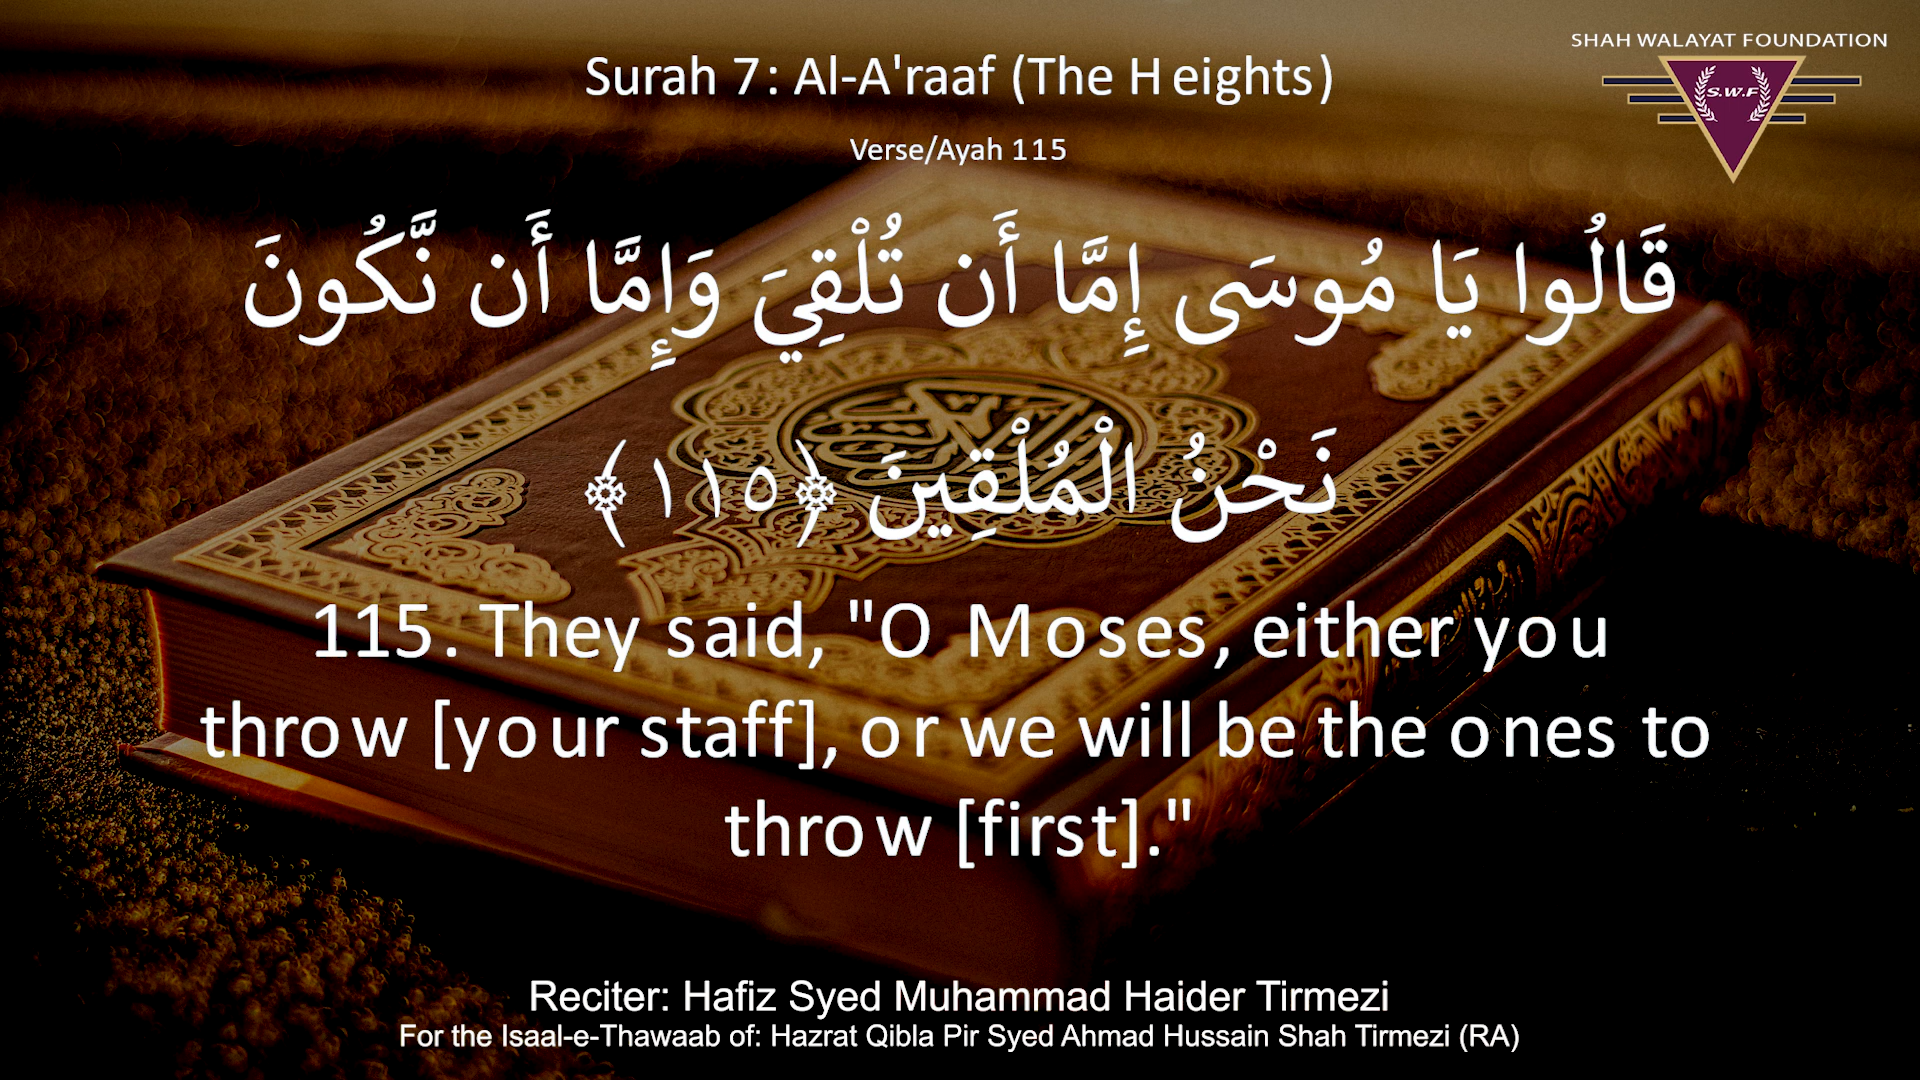 SHAH WALAYAT FOUNDATION
S.W.F
Surah 7: Al-A'raaf (The Heights)
Verse/Ayah 115
قَالُوا يَا مُوسَى إِمَّا أَن تُلْقِيَ وَإِمَّا أَن نَّكُونَ
نَحْنُ الْمُلْقِينَ ﴿١١٥﴾
115. They said, "O Moses, either you
throw [your staff], or we will be the ones to
throw [first]."
Reciter: Hafiz Syed Muhammad Haider Tirmezi
For the Isaal-e-Thawaab of: Hazrat Qibla Pir Syed Ahmad Hussain Shah Tirmezi (RA)